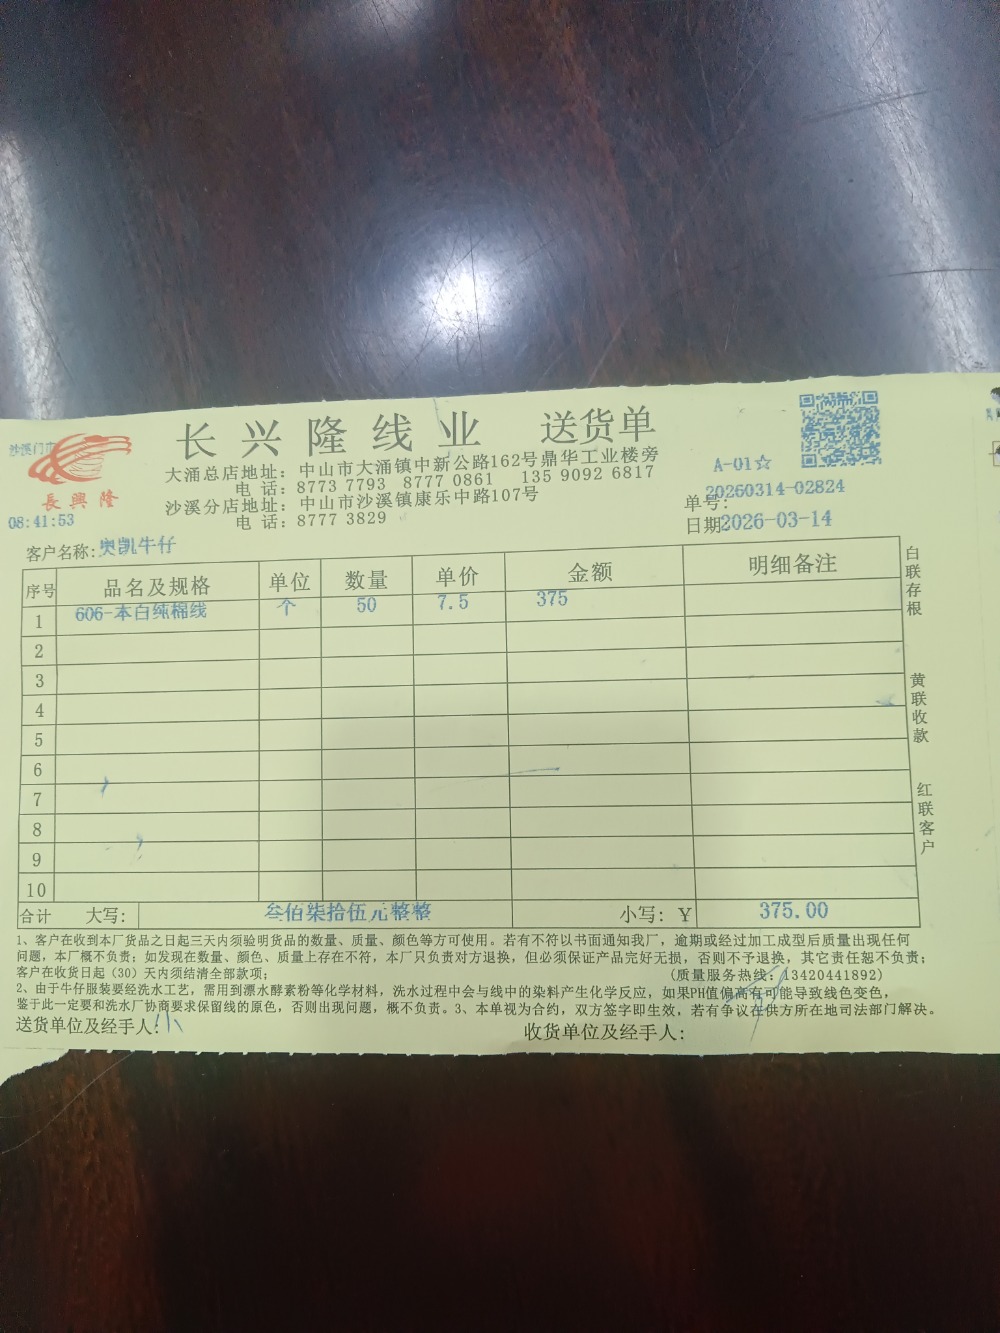 长兴隆线业 送货单
沙溪门市
長興隆
08:41:53
大涌总店地址：中山市大涌镇中新公路162号鼎华工业楼旁
电 话：8773 7793 8777 0861 135 9092 6817
沙溪分店地址：中山市沙溪镇康乐中路107号
电 话：8777 3829
A-01☆
单号：20260314-02824
日期2026-03-14
客户名称：奥凯牛仔
序号 品名及规格 单位 数量 单价 金额 明细备注
1 606-本白纯棉线 个 50 7.5 375
2
3
4
5
6
7
8
9
10
合计 大写： 叁佰柒拾伍元整整 小写：￥ 375.00
白联存根
黄联收款
红联客户
1、客户在收到本厂货品之日起三天内须验明货品的数量、质量、颜色等方可使用。若有不符以书面通知我厂，逾期或经过加工成型后质量出现任何
问题，本厂概不负责；如发现在数量、颜色、质量上存在不符，本厂只负责对方退换，但必须保证产品完好无损，否则不予退换，其它责任恕不负责；
客户在收货日起（30）天内须结清全部款项； (质量服务热线：13420441892)
2、由于牛仔服装要经洗水工艺，需用到漂水酵素粉等化学材料，洗水过程中会与线中的染料产生化学反应，如果PH值偏高有可能导致线色变色，
鉴于此一定要和洗水厂协商要求保留线的原色，否则出现问题，概不负责。3、本单视为合约，双方签字即生效，若有争议在供方所在地司法部门解决。
送货单位及经手人：小
收货单位及经手人：